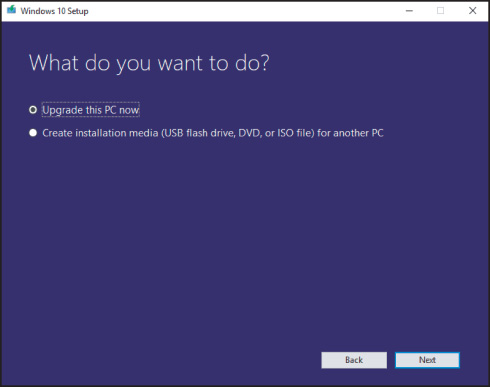 Windows 10 Setup
What do you want to do?
Upgrade this PC now
Create installation media (USB flash drive, DVD, or ISO file) for another PC
Back
Next